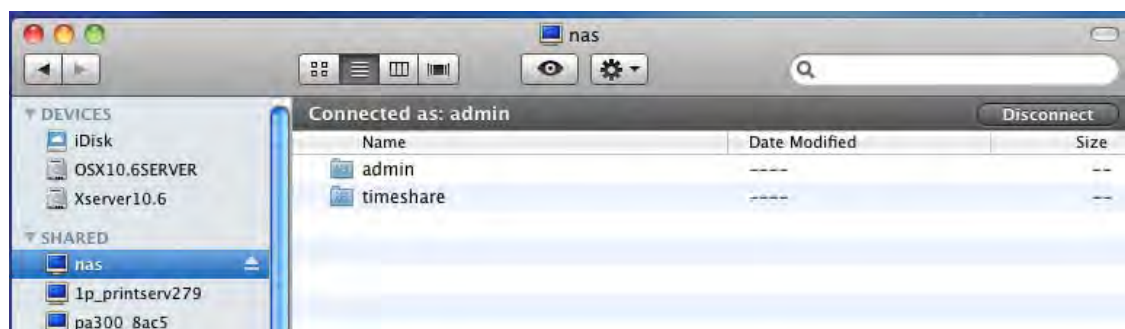 nas
DEVICES
iDisk
OSX10.6SERVER
Xserver10.6
SHARED
nas
1p_printserv279
pa300_8ac5
Connected as: admin
Disconnect
Name Date Modified Size
admin ---- --
timeshare ---- --